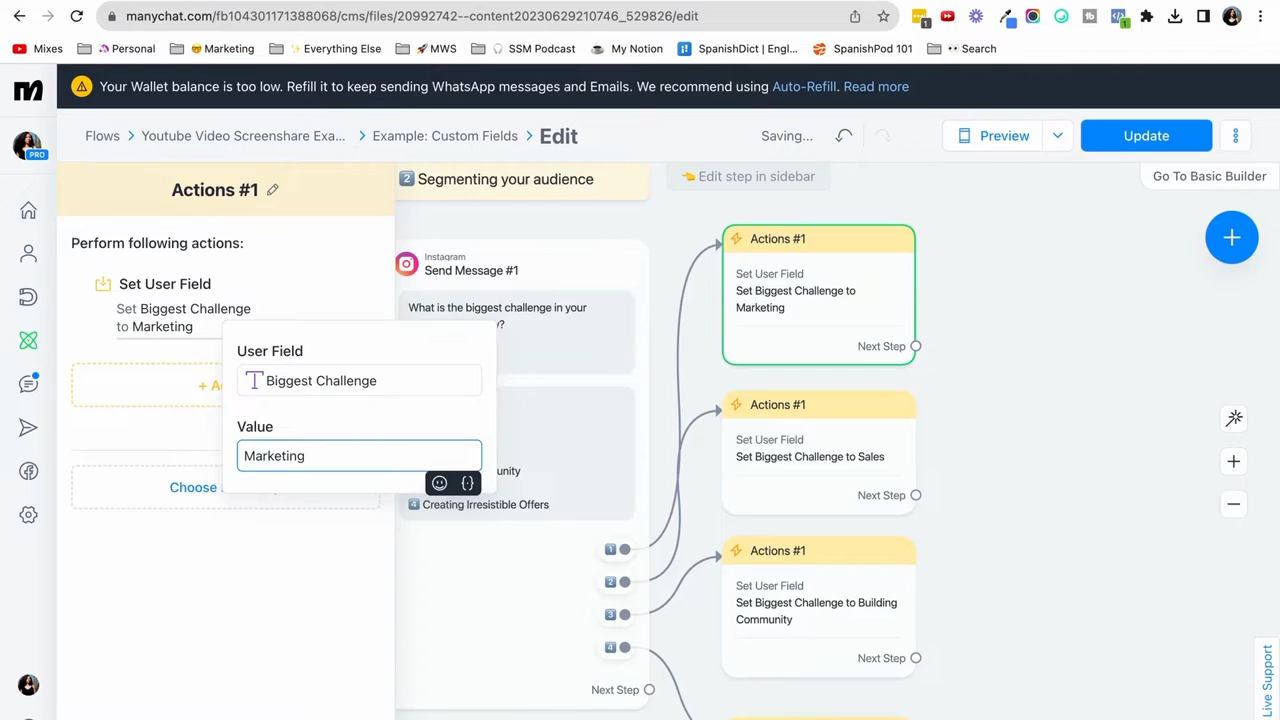 manychat.com/fb104301171388068/cms/files/20992742--content20230629210746_529826/edit
1
1
Mixes
Personal
Marketing
Everything Else
MWS
SSM Podcast
My Notion
SpanishDict | Engl...
SpanishPod 101
Search
Your Wallet balance is too low. Refill it to keep sending WhatsApp messages and Emails. We recommend using Auto-Refill. Read more
PRO
Flows
Youtube Video Screenshare Exa...
Example: Custom Fields
Edit
Saving...
Preview
Update
Go To Basic Builder
Actions #1
Perform following actions:
Set User Field
Set Biggest Challenge
to Marketing
User Field
Biggest Challenge
Value
Marketing
Choose
2 Segmenting your audience
Edit step in sidebar
Instagram
Send Message #1
What is the biggest challenge in your
y?
unity
4 Creating Irresistible Offers
1
2
3
4
Next Step
Actions #1
Set User Field
Set Biggest Challenge to
Marketing
Next Step
Actions #1
Set User Field
Set Biggest Challenge to Sales
Next Step
Actions #1
Set User Field
Set Biggest Challenge to Building
Community
Next Step
Live Support